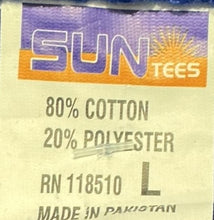 SUN
TEES
80% COTTON
20% POLYESTER
RN 118510 L
MADE IN PAKISTAN